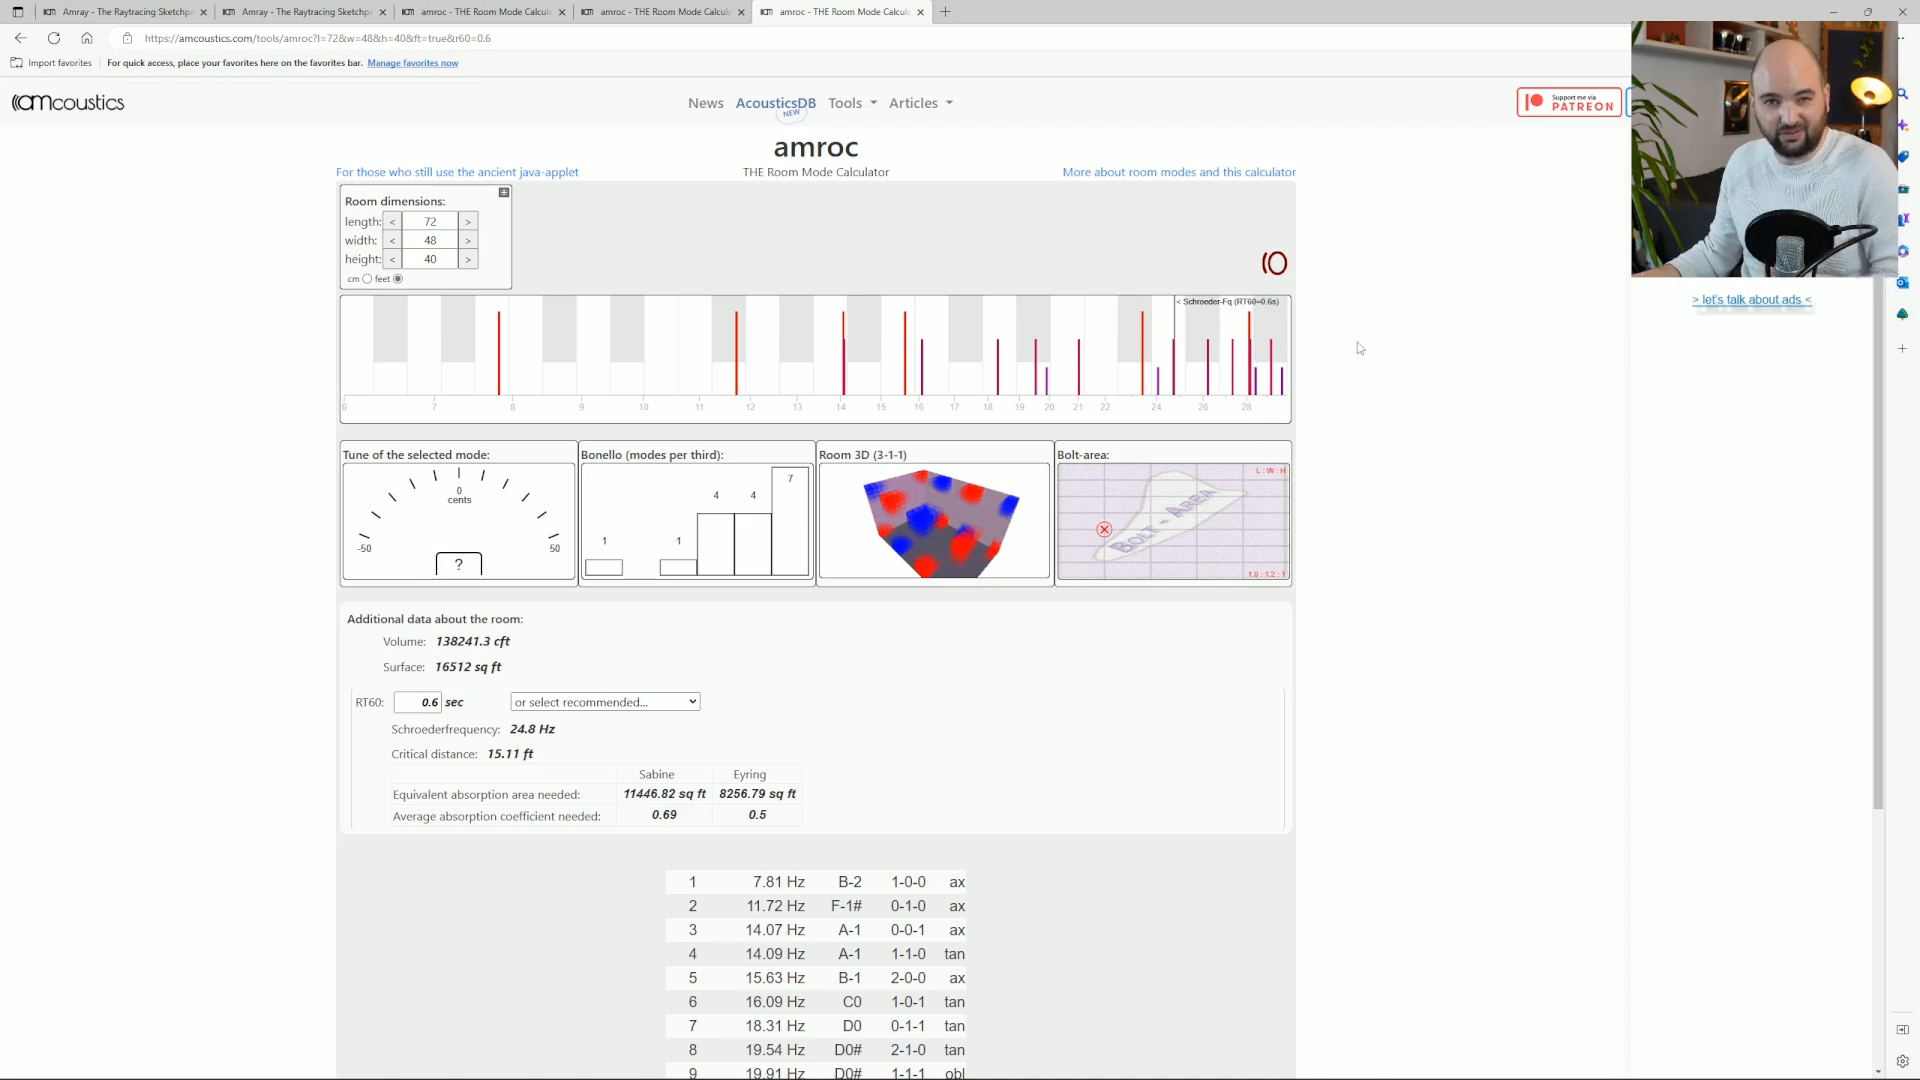 Amray - The Raytracing Sketchp
Amray - The Raytracing Sketchp
amroc - THE Room Mode Calcul
amroc - THE Room Mode Calcul
amroc - THE Room Mode Calcul
https://amcoustics.com/tools/amroc?l=72&w=48&h=40&ft=true&r60=0.6
Import favorites
For quick access, place your favorites here on the favorites bar. Manage favorites now
amcoustics
News
AcousticsDB
NEW
Tools
Articles
Support me via
PATREON
amroc
For those who still use the ancient java-applet
THE Room Mode Calculator
More about room modes and this calculator
Room dimensions:
length: < 72 >
width: < 48 >
height: < 40 >
cm feet
> let's talk about ads <
< Schroeder-Fq (RT60=0.6s)
6 7 8 9 10 11 12 13 14 15 16 17 18 19 20 21 22 24 26 28
Tune of the selected mode:
0
cents
-50
50
?
Bonello (modes per third):
1 1 4 4 7
Room 3D (3-1-1)
Bolt-area:
L : W : H
BOLT - AREA
1.8 : 1.2 : 1
Additional data about the room:
Volume: 138241.3 cft
Surface: 16512 sq ft
RT60: 0.6 sec or select recommended...
Schroederfrequency: 24.8 Hz
Critical distance: 15.11 ft
Sabine Eyring
Equivalent absorption area needed: 11446.82 sq ft 8256.79 sq ft
Average absorption coefficient needed: 0.69 0.5
1 7.81 Hz B-2 1-0-0 ax
2 11.72 Hz F-1# 0-1-0 ax
3 14.07 Hz A-1 0-0-1 ax
4 14.09 Hz A-1 1-1-0 tan
5 15.63 Hz B-1 2-0-0 ax
6 16.09 Hz C0 1-0-1 tan
7 18.31 Hz D0 0-1-1 tan
8 19.54 Hz D0# 2-1-0 tan
9 19.91 Hz D0# 1-1-1 obl